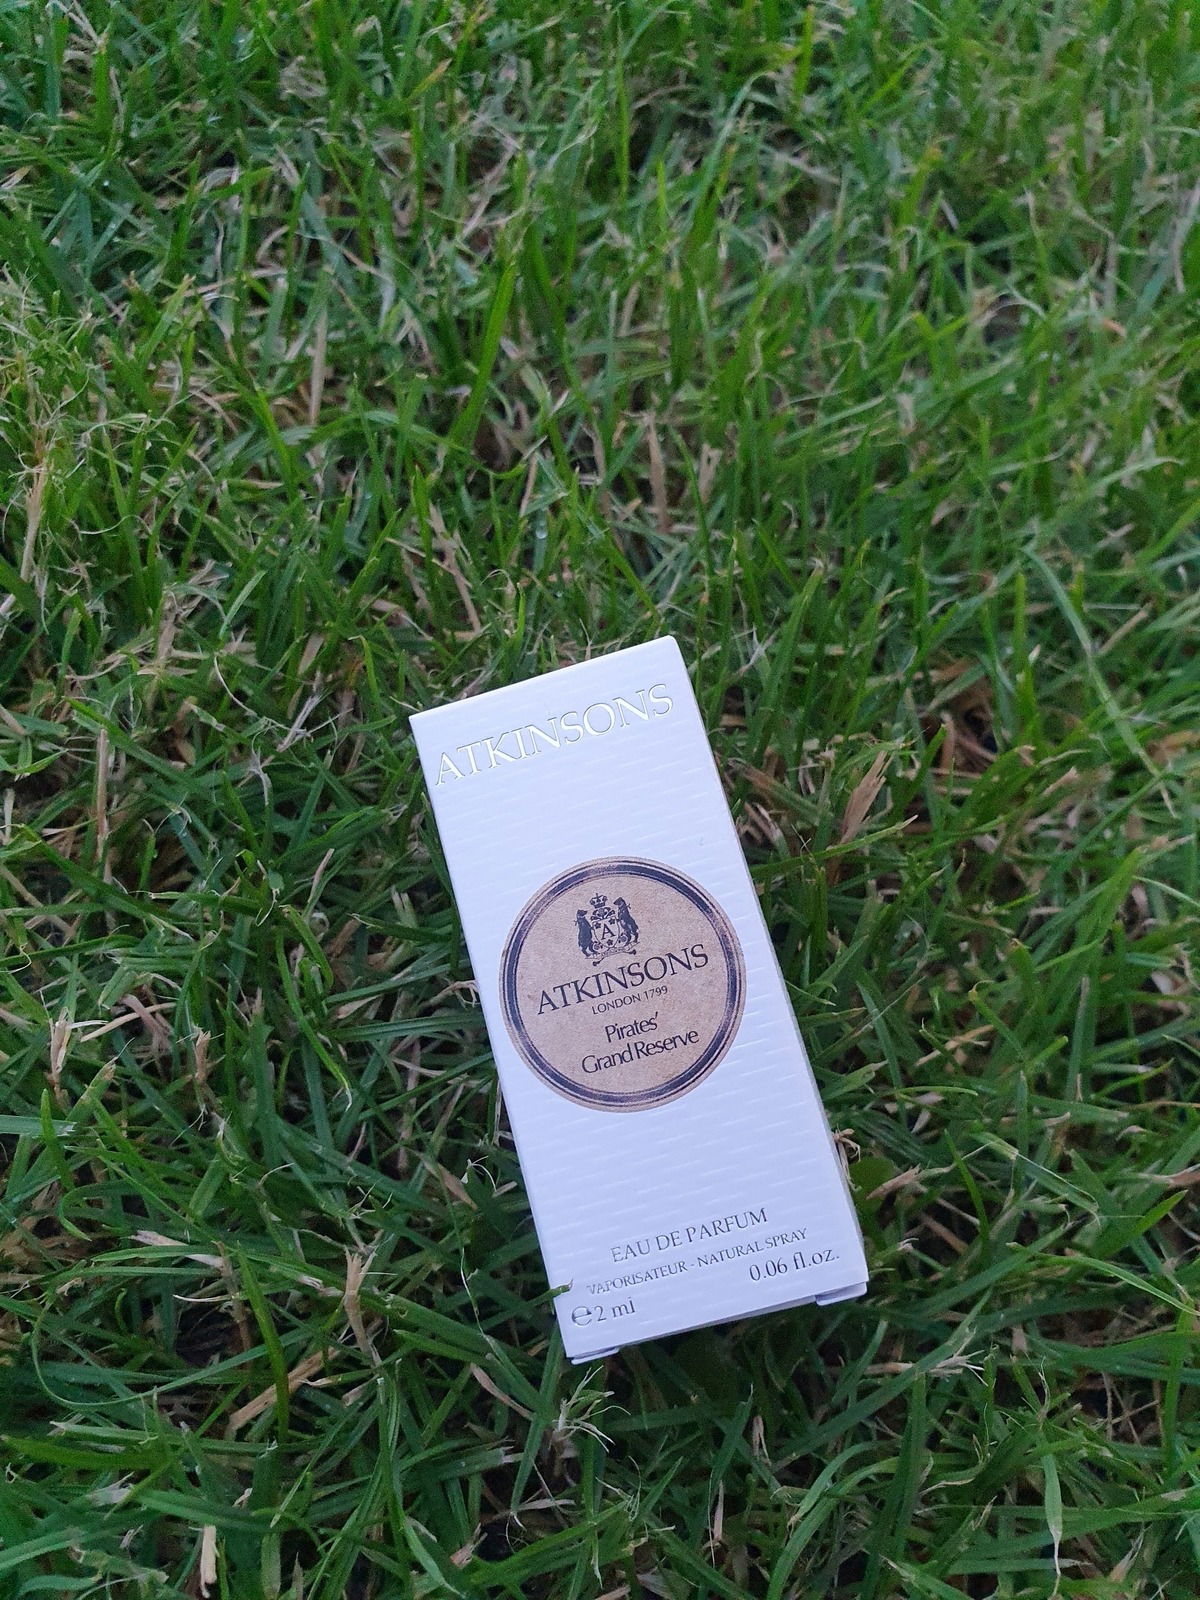 ATKINSONS
A
ATKINSONS
LONDON 1799
Pirates'
Grand Reserve
EAU DE PARFUM
VAPORISATEUR - NATURAL SPRAY
℮ 2 ml 0.06 fl.oz.